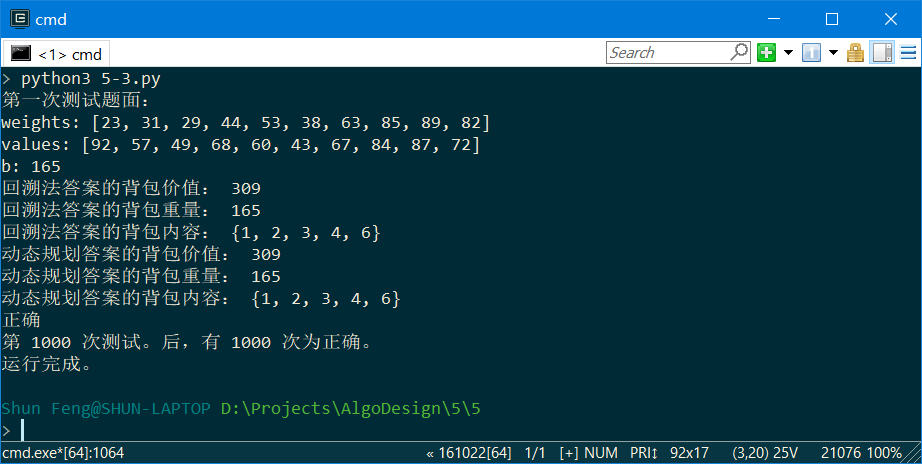 cmd
<1> cmd
Search
> python3 5-3.py
第一次测试题面：
weights: [23, 31, 29, 44, 53, 38, 63, 85, 89, 82]
values: [92, 57, 49, 68, 60, 43, 67, 84, 87, 72]
b: 165
回溯法答案的背包价值： 309
回溯法答案的背包重量： 165
回溯法答案的背包内容： {1, 2, 3, 4, 6}
动态规划答案的背包价值： 309
动态规划答案的背包重量： 165
动态规划答案的背包内容： {1, 2, 3, 4, 6}
正确
第 1000 次测试。后，有 1000 次为正确。
运行完成。
Shun Feng@SHUN-LAPTOP D:\Projects\AlgoDesign\5\5
>
cmd.exe*[64]:1064 « 161022[64] 1/1 [+] NUM PRI↕ 92x17 (3,20) 25V 21076 100%